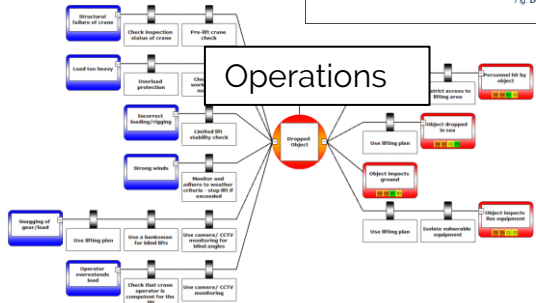 Fig.
Structural
failure of crane
Check inspection
status of crane
Pre-lift crane
check
Operations
Load too heavy
Overload
protection
Personnel hit by
object
access to
lifting area
Incorrect
loading/rigging
Limited lift
stability check
Dropped
Object
Use lifting plan
Object dropped
in sea
Strong winds
Monitor and
adhere to weather
criteria - stop lift if
exceeded
Object impacts
ground
Snagging of
gear/load
Use lifting plan
Use a banksman
for blind lifts
Use camera/ CCTV
monitoring for
blind angles
Use lifting plan
Isolate vulnerable
equipment
Object impacts
live equipment
Operator
overextends
load
Check that crane
operator is
competent for the
Use camera/ CCTV
monitoring